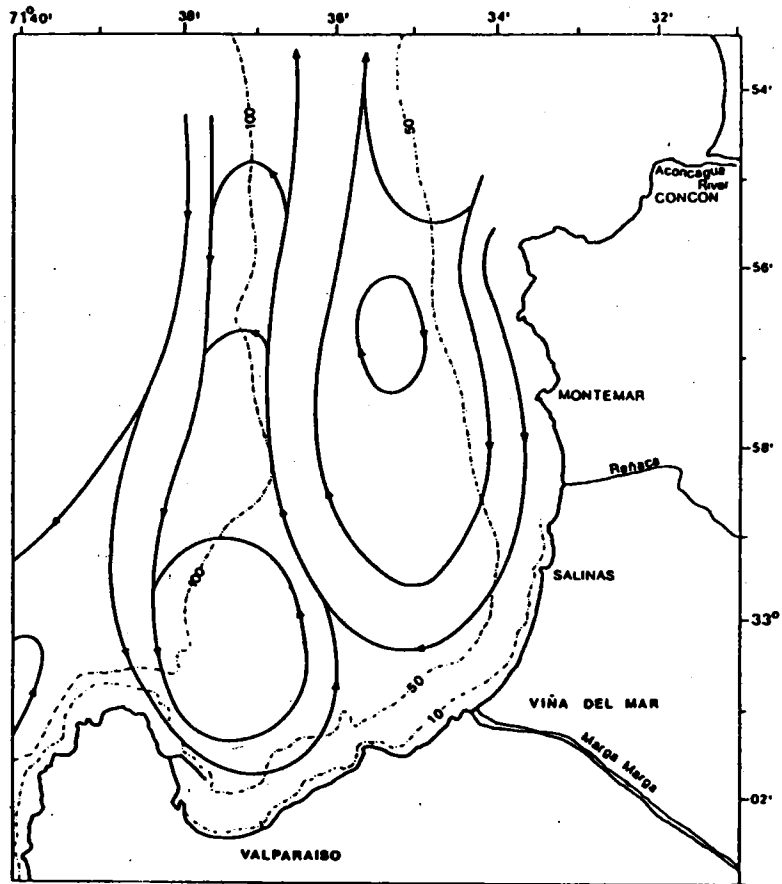 71°40' 38' 36' 34' 32'
54'
100
50
Aconcagua
River
CONCON
56'
MONTEMAR
58'
Reñaca
100
SALINAS
33°
50
10
VIÑA DEL MAR
Marga Marga
02'
VALPARAISO